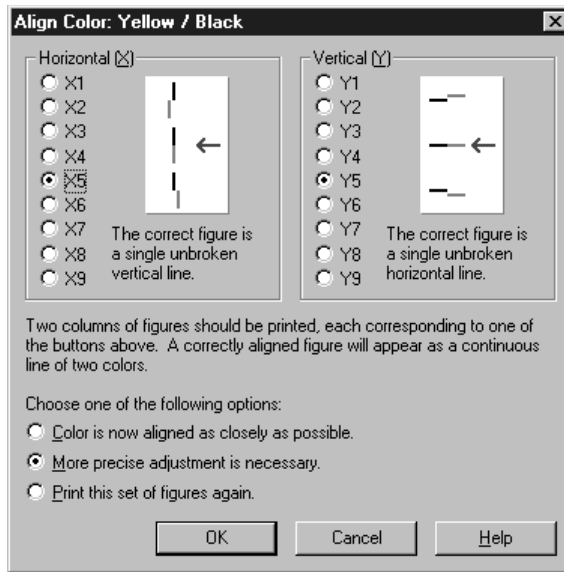 Align Color: Yellow / Black
Horizontal (X)
X1
X2
X3
X4
X5
X6
X7
X8
X9
The correct figure is
a single unbroken
vertical line.
Vertical (Y)
Y1
Y2
Y3
Y4
Y5
Y6
Y7
Y8
Y9
The correct figure is
a single unbroken
horizontal line.
Two columns of figures should be printed, each corresponding to one of
the buttons above. A correctly aligned figure will appear as a continuous
line of two colors.
Choose one of the following options:
Color is now aligned as closely as possible.
More precise adjustment is necessary.
Print this set of figures again.
OK
Cancel
Help